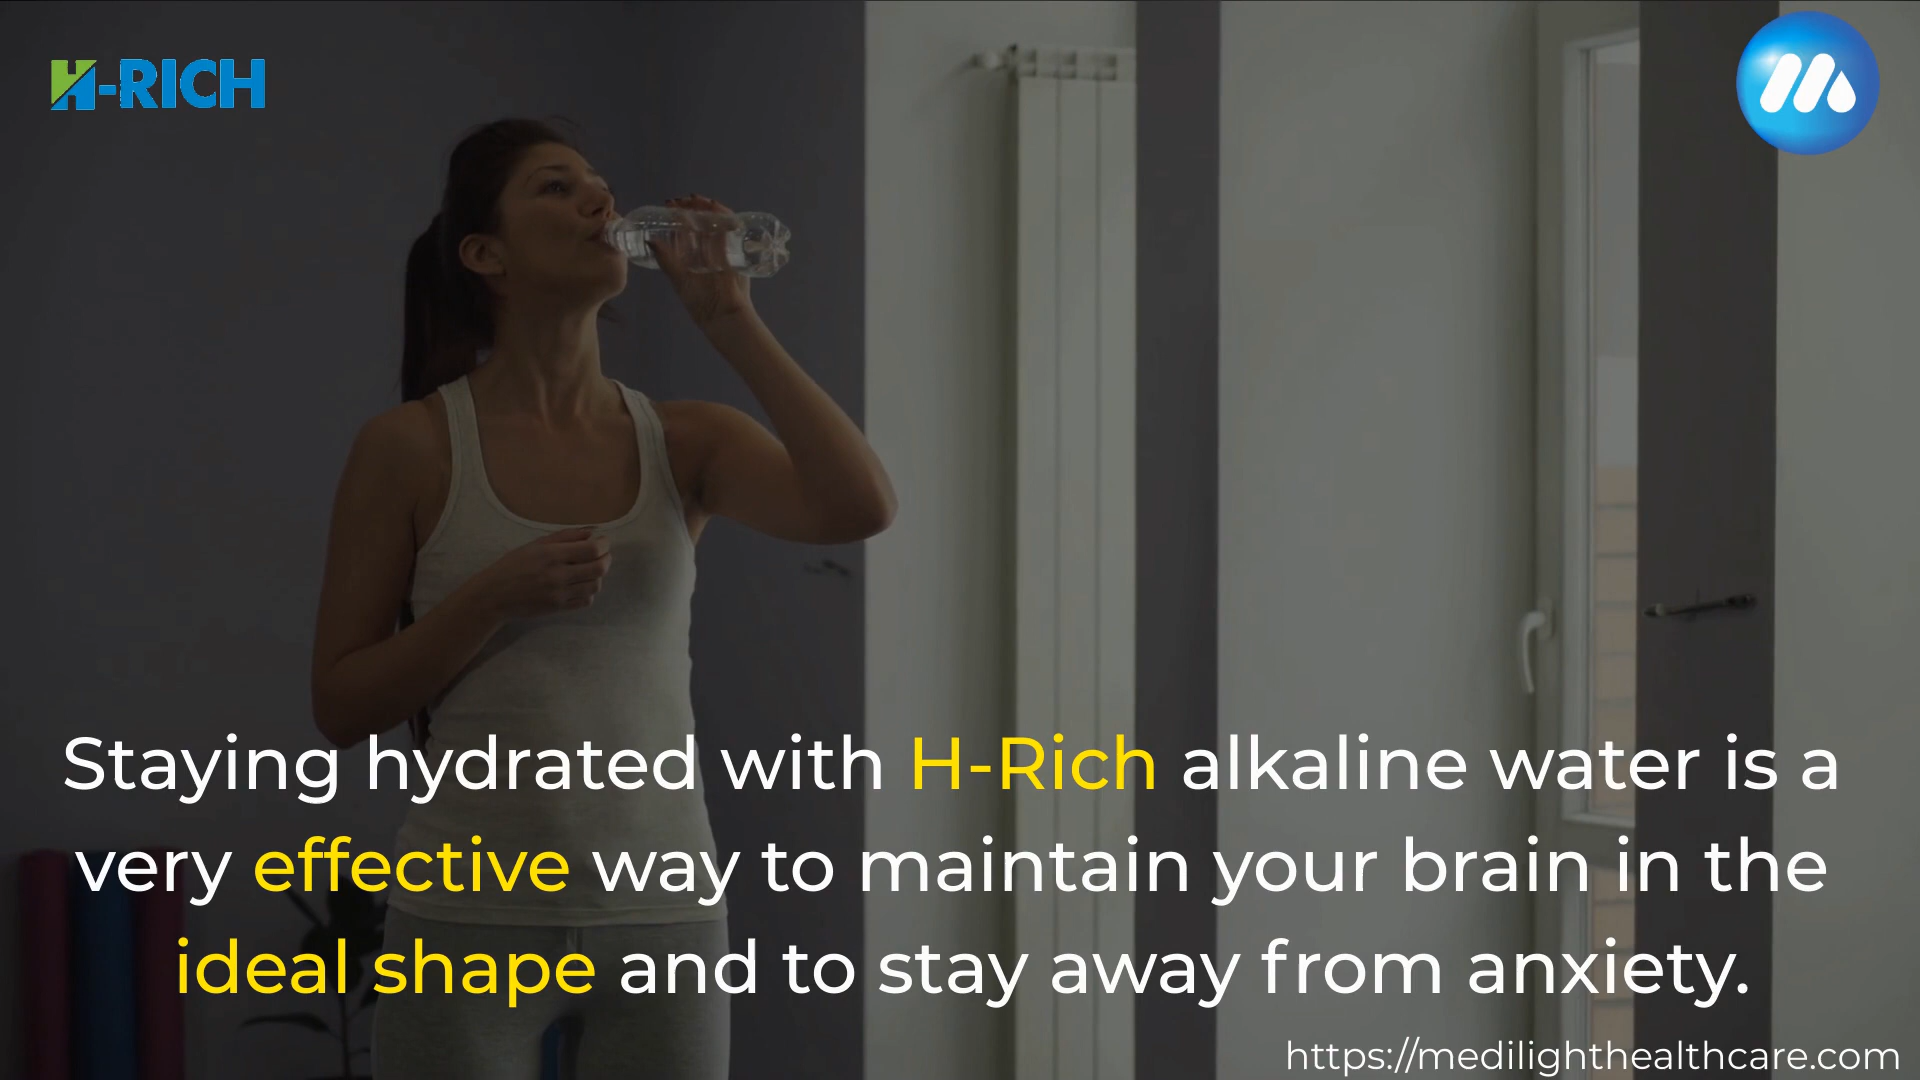 H-RICH
Staying hydrated with H-Rich alkaline water is a
very effective way to maintain your brain in the
ideal shape and to stay away from anxiety.
https://medilighthealthcare.com